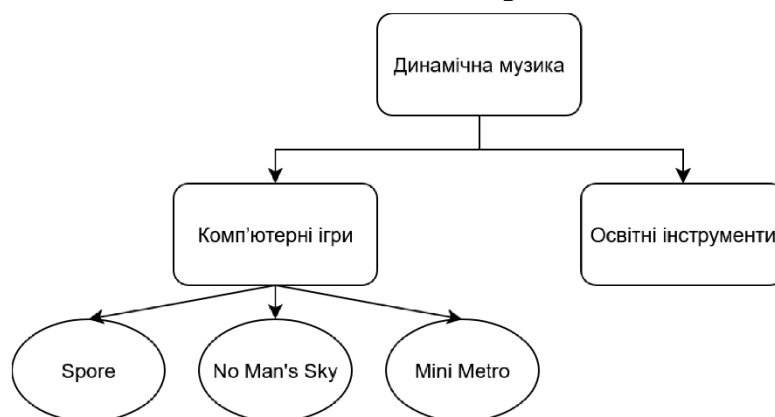 Динамічна музика
Комп'ютерні ігри
Освітні інструменти
Spore
No Man's Sky
Mini Metro